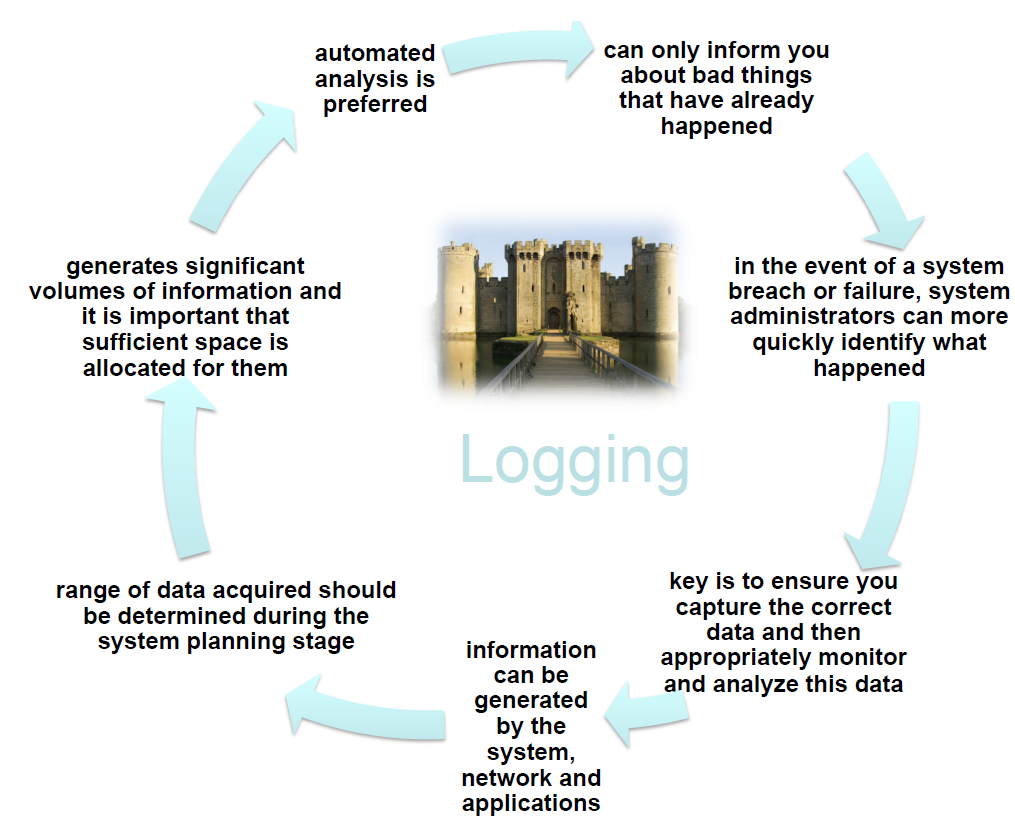 automated
analysis is
preferred
can only inform you
about bad things
that have already
happened
in the event of a system
breach or failure, system
administrators can more
quickly identify what
happened
key is to ensure you
capture the correct
data and then
appropriately monitor
and analyze this data
information
can be
generated
by the
system,
network and
applications
range of data acquired should
be determined during the
system planning stage
generates significant
volumes of information and
it is important that
sufficient space is
allocated for them
Logging